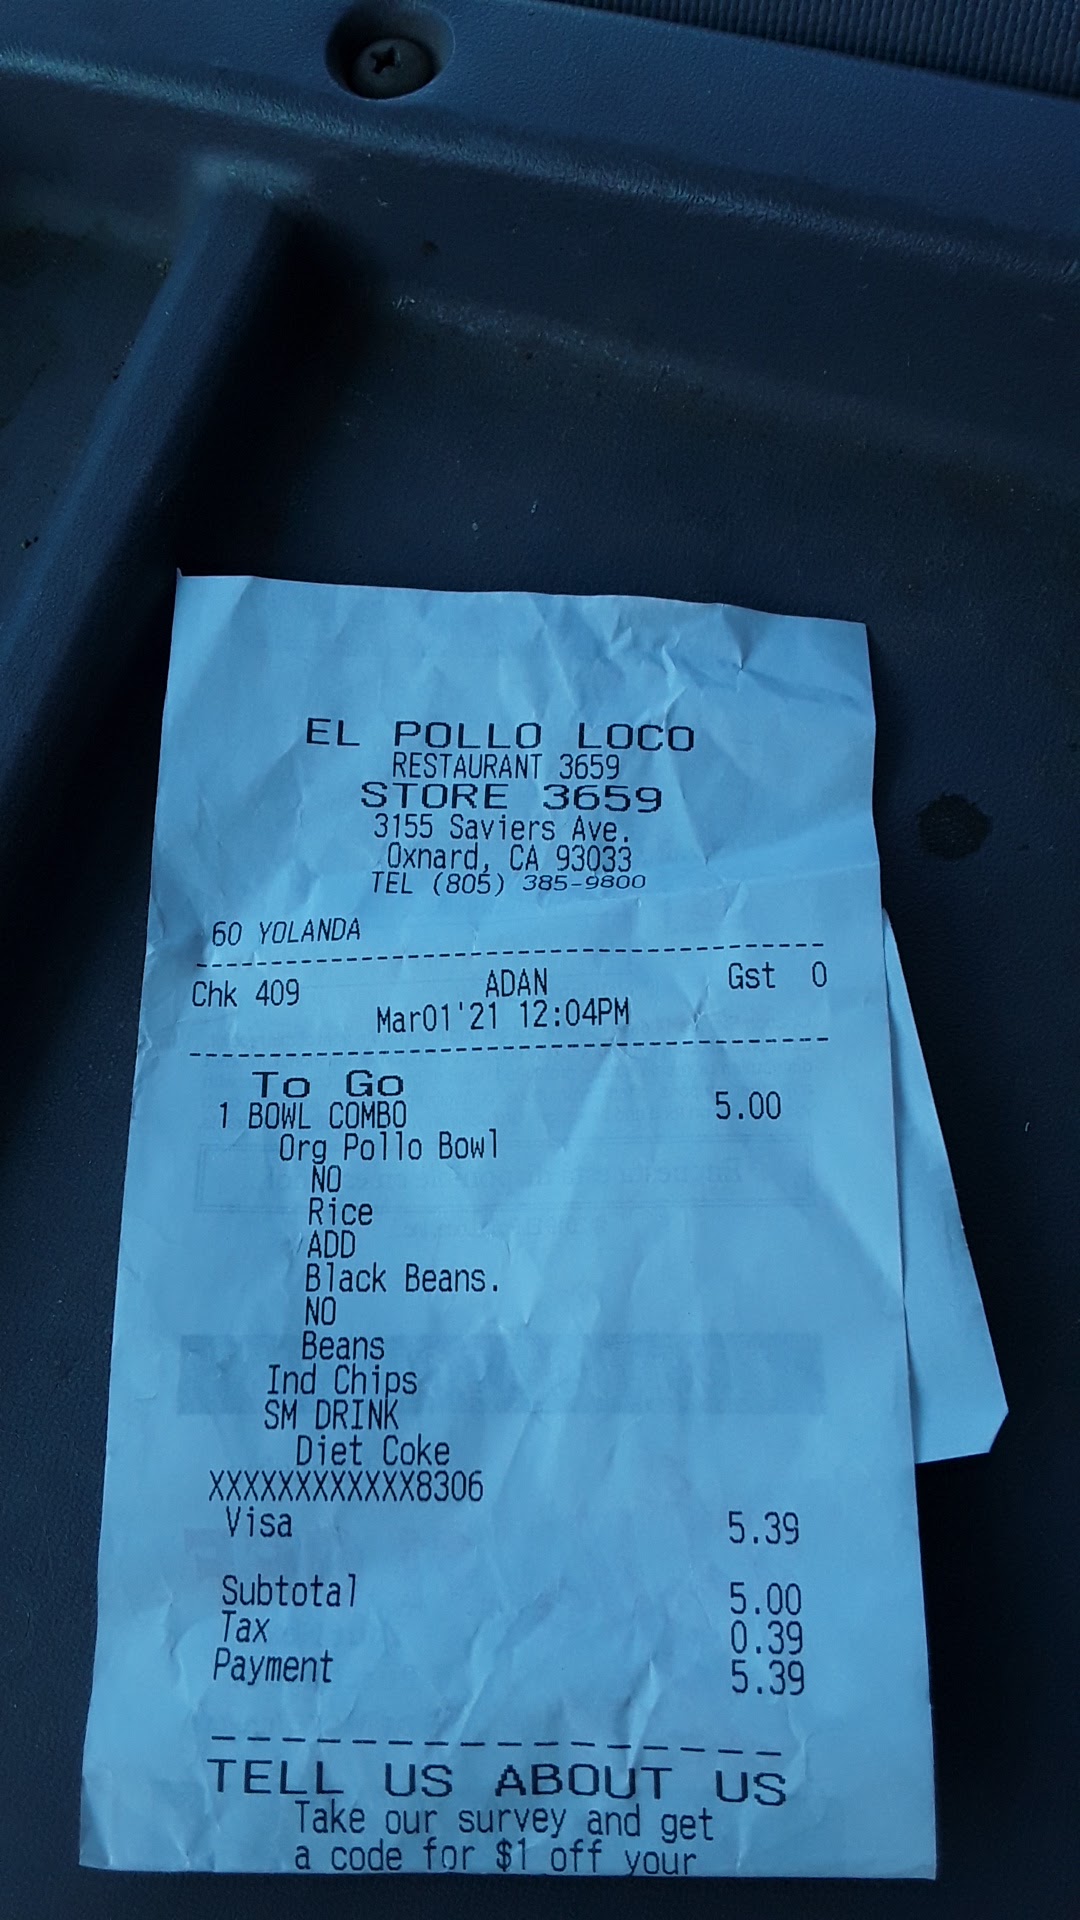 EL POLLO LOCO
RESTAURANT 3659
STORE 3659
3155 Saviers Ave.
Oxnard, CA 93033
TEL (805) 385-9800
60 YOLANDA
Chk 409 ADAN Gst 0
Mar01'21 12:04PM
To Go
1 BOWL COMBO 5.00
Org Pollo Bowl
NO
Rice
ADD
Black Beans.
NO
Beans
Ind Chips
SM DRINK
Diet Coke
XXXXXXXXXXXX8306
Visa 5.39
Subtotal 5.00
Tax 0.39
Payment 5.39
TELL US ABOUT US
Take our survey and get
a code for $1 off your